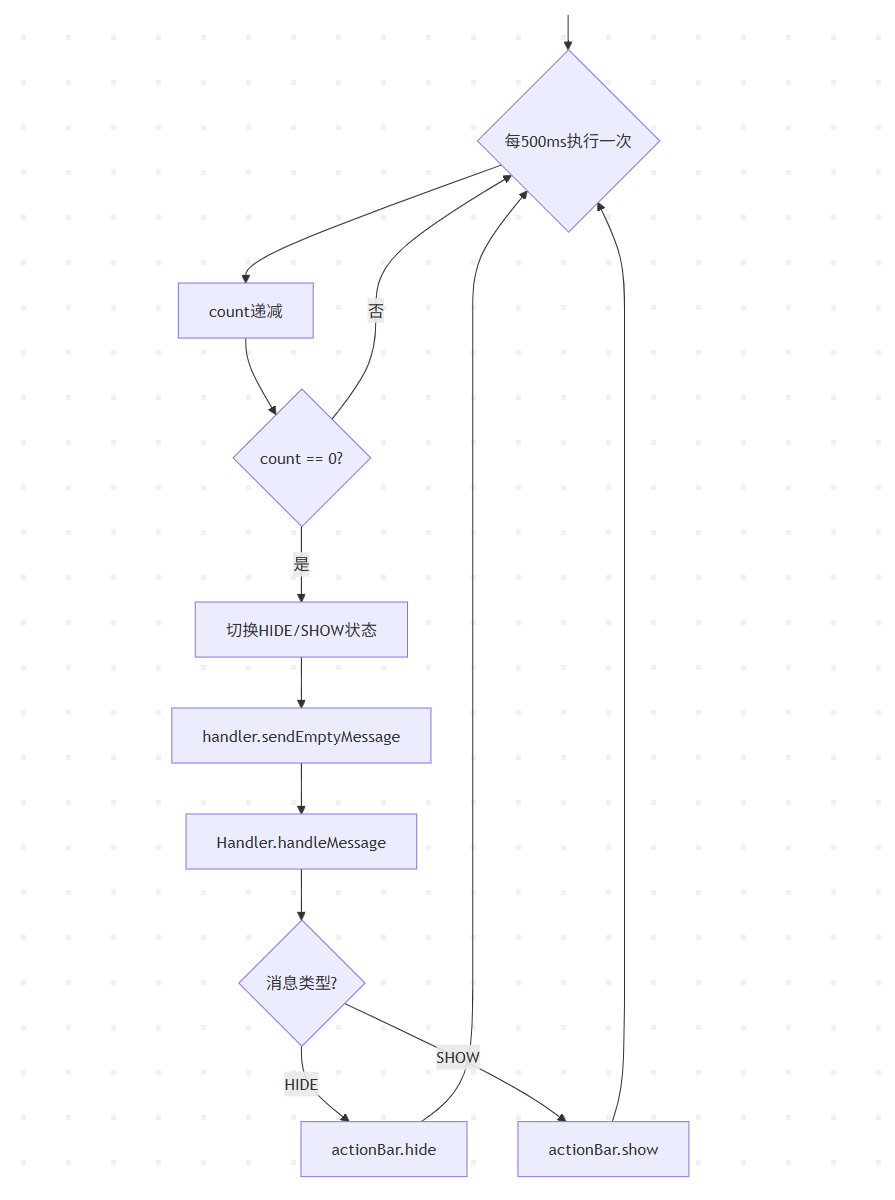 每500ms执行一次
count递减
否
count == 0?
是
切换HIDE/SHOW状态
handler.sendEmptyMessage
Handler.handleMessage
消息类型?
SHOW
HIDE
actionBar.hide
actionBar.show